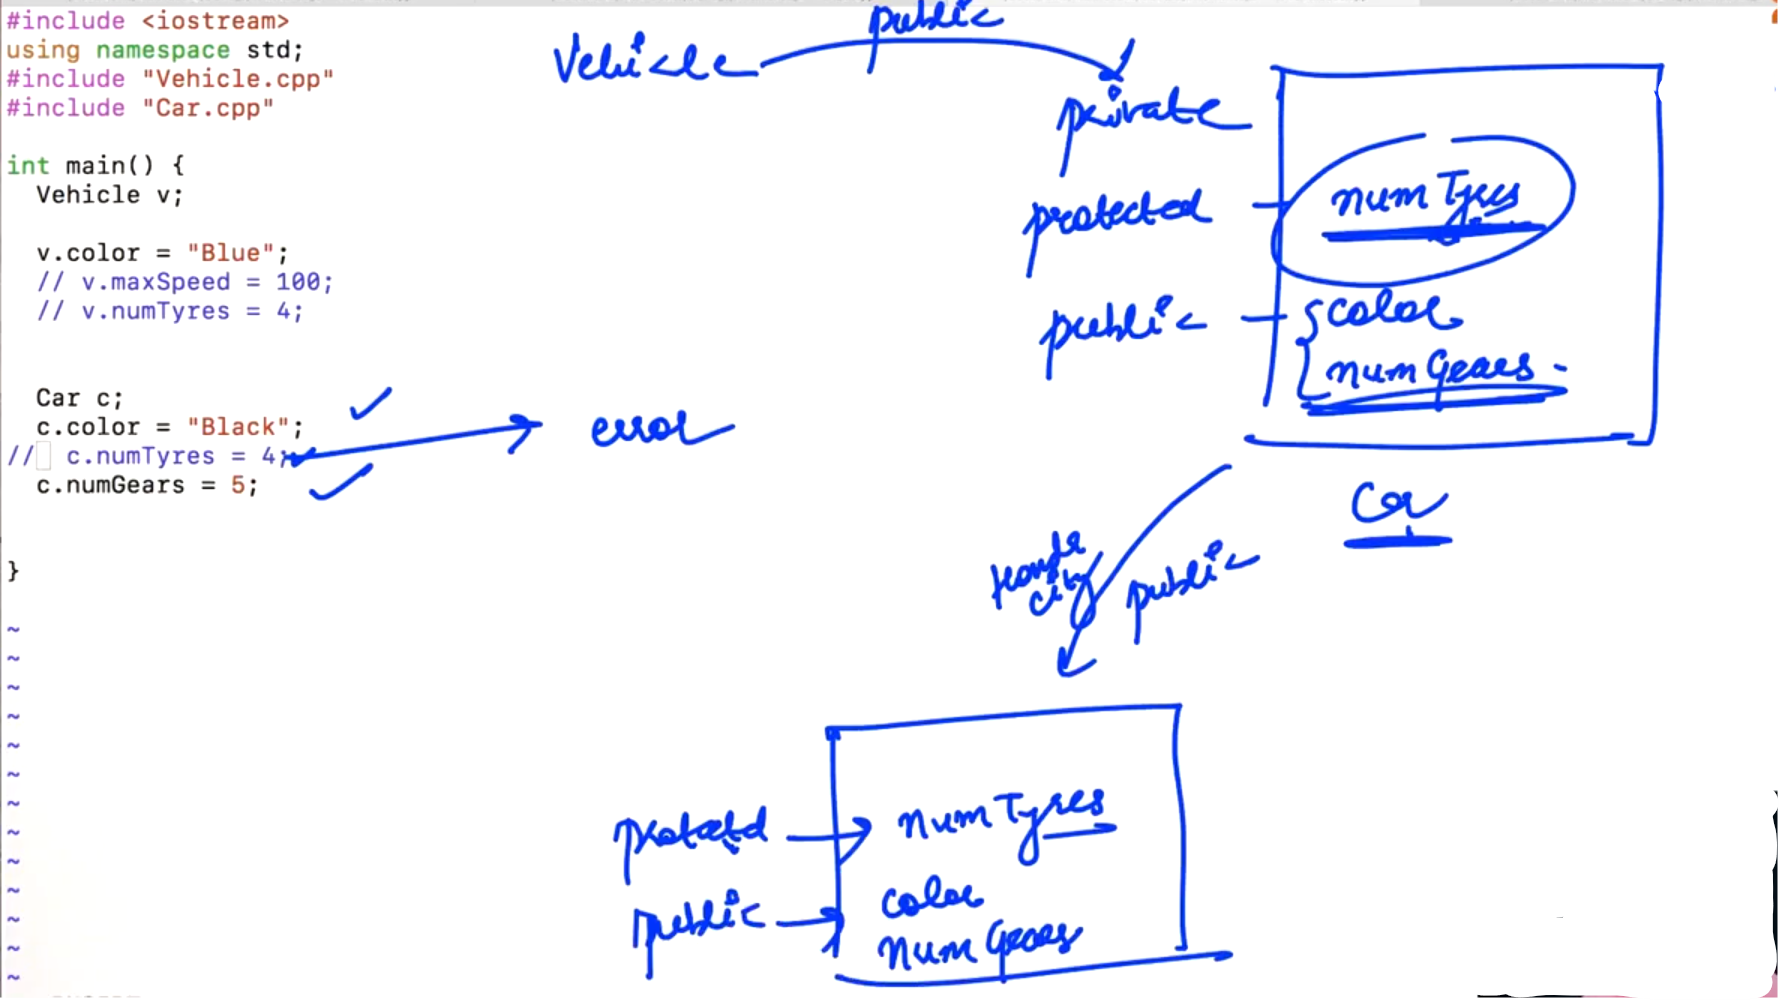 #include <iostream>
using namespace std;
#include "Vehicle.cpp"
#include "Car.cpp"
int main() {
Vehicle v;
v.color = "Blue";
// v.maxSpeed = 100;
// v.numTyres = 4;
Car c;
c.color = "Black";
// c.numTyres = 4;
c.numGears = 5;
}
~
~
~
~
~
~
~
~
~
~
~
~
~
Vehicle
public
private
protected
numTyres
public
color
numGears
error
Car
public
protected
numTyres
public
color
numGears